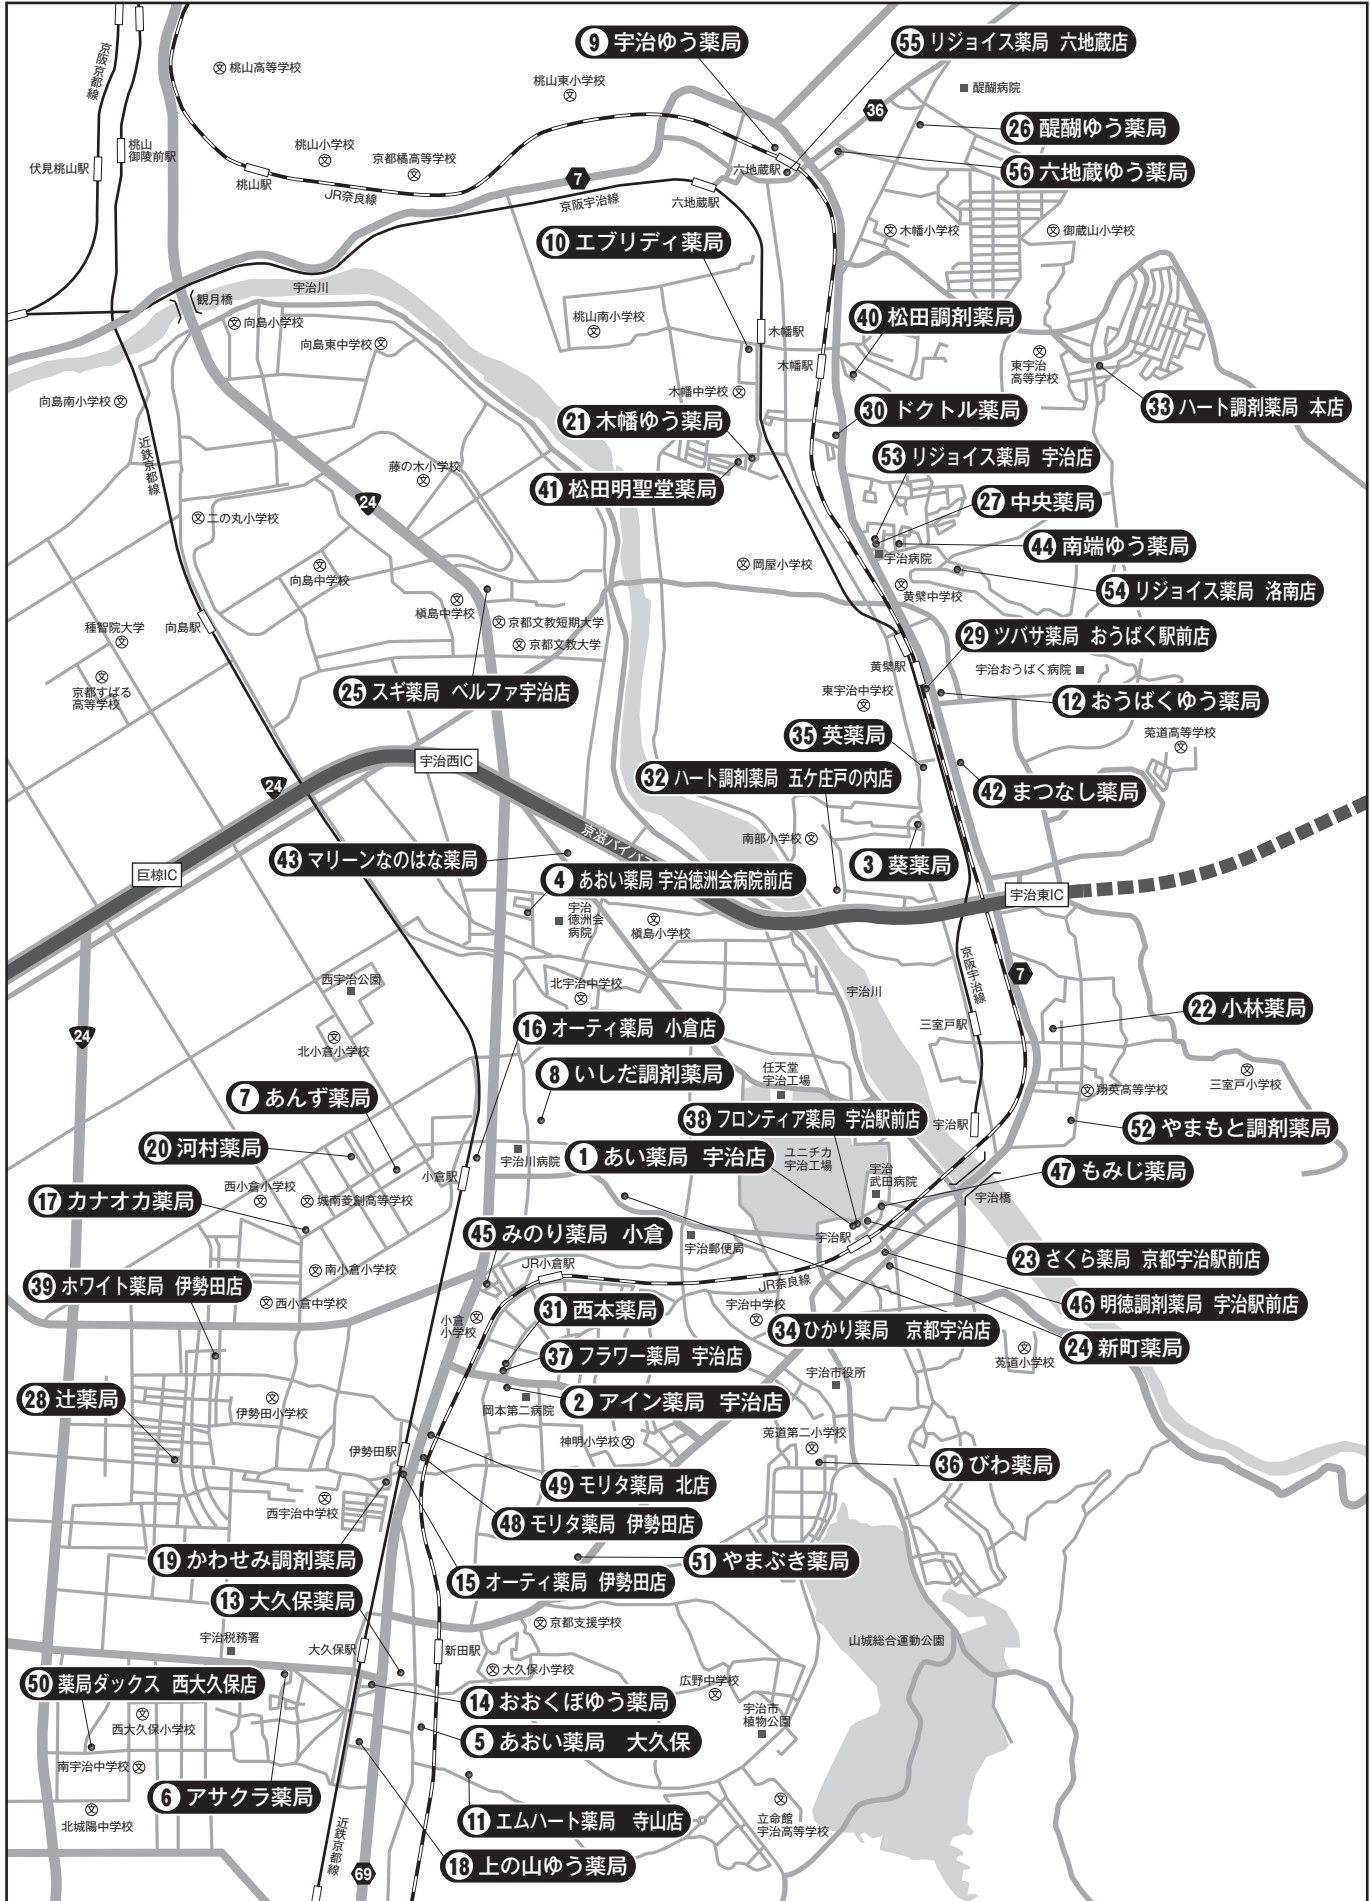 9 宇治ゆう薬局
55 リジョイス薬局 六地蔵店
京阪京都線
桃山高等学校
桃山東小学校
醍醐病院
36
26 醍醐ゆう薬局
桃山御陵前駅
伏見桃山駅
桃山小学校
京都橘高等学校
桃山駅
JR奈良線
7
京阪宇治線
六地蔵駅
六地蔵駅
56 六地蔵ゆう薬局
10 エブリディ薬局
木幡小学校
御蔵山小学校
宇治川
観月橋
向島小学校
向島東中学校
桃山南小学校
木幡駅
木幡駅
40 松田調剤薬局
東宇治高等学校
向島南小学校
木幡中学校
33 ハート調剤薬局 本店
21 木幡ゆう薬局
30 ドクトル薬局
近鉄京都線
藤の木小学校
53 リジョイス薬局 宇治店
41 松田明聖堂薬局
24
27 中央薬局
二の丸小学校
44 南端ゆう薬局
宇治病院
向島中学校
岡屋小学校
54 リジョイス薬局 洛南店
黄檗中学校
槇島中学校
京都文教短期大学
種智院大学
向島駅
京都文教大学
29 ツバサ薬局 おうばく駅前店
黄檗駅
宇治おうばく病院
京都すばる高等学校
25 スギ薬局 ベルファ宇治店
東宇治中学校
12 おうばくゆう薬局
35 英薬局
莵道高等学校
宇治西IC
24
32 ハート調剤薬局 五ケ庄戸の内店
42 まつなし薬局
京滋バイパス
南部小学校
43 マリーンなのはな薬局
3 葵薬局
巨椋IC
4 あおい薬局 宇治徳洲会病院前店
宇治東IC
宇治徳洲会病院
槇島小学校
京阪宇治線
7
西宇治公園
北宇治中学校
宇治川
22 小林薬局
16 オーティ薬局 小倉店
三室戸駅
24
北小倉小学校
8 いしだ調剤薬局
任天堂宇治工場
三室戸小学校
7 あんず薬局
翔英高等学校
38 フロンティア薬局 宇治駅前店
宇治駅
52 やまもと調剤薬局
20 河村薬局
宇治川病院
1 あい薬局 宇治店
ユニチカ宇治工場
宇治武田病院
47 もみじ薬局
小倉駅
西小倉小学校
城南菱創高等学校
宇治橋
17 カナオカ薬局
45 みのり薬局 小倉
宇治郵便局
宇治駅
23 さくら薬局 京都宇治駅前店
南小倉小学校
JR小倉駅
JR奈良線
39 ホワイト薬局 伊勢田店
西小倉中学校
31 西本薬局
宇治中学校
46 明徳調剤薬局 宇治駅前店
小倉小学校
34 ひかり薬局 京都宇治店
24 新町薬局
37 フラワー薬局 宇治店
莵道小学校
宇治市役所
28 辻薬局
2 アイン薬局 宇治店
岡本第二病院
伊勢田小学校
神明小学校
莵道第二小学校
伊勢田駅
36 びわ薬局
49 モリタ薬局 北店
西宇治中学校
48 モリタ薬局 伊勢田店
19 かわせみ調剤薬局
51 やまぶき薬局
15 オーティ薬局 伊勢田店
13 大久保薬局
京都支援学校
宇治税務署
大久保駅
新田駅
山城総合運動公園
大久保小学校
広野中学校
50 薬局ダックス 西大久保店
14 おおくぼゆう薬局
西大久保小学校
宇治市植物公園
5 あおい薬局 大久保
南宇治中学校
6 アサクラ薬局
11 エムハート薬局 寺山店
北城陽中学校
立命館宇治高等学校
近鉄京都線
18 上の山ゆう薬局
69